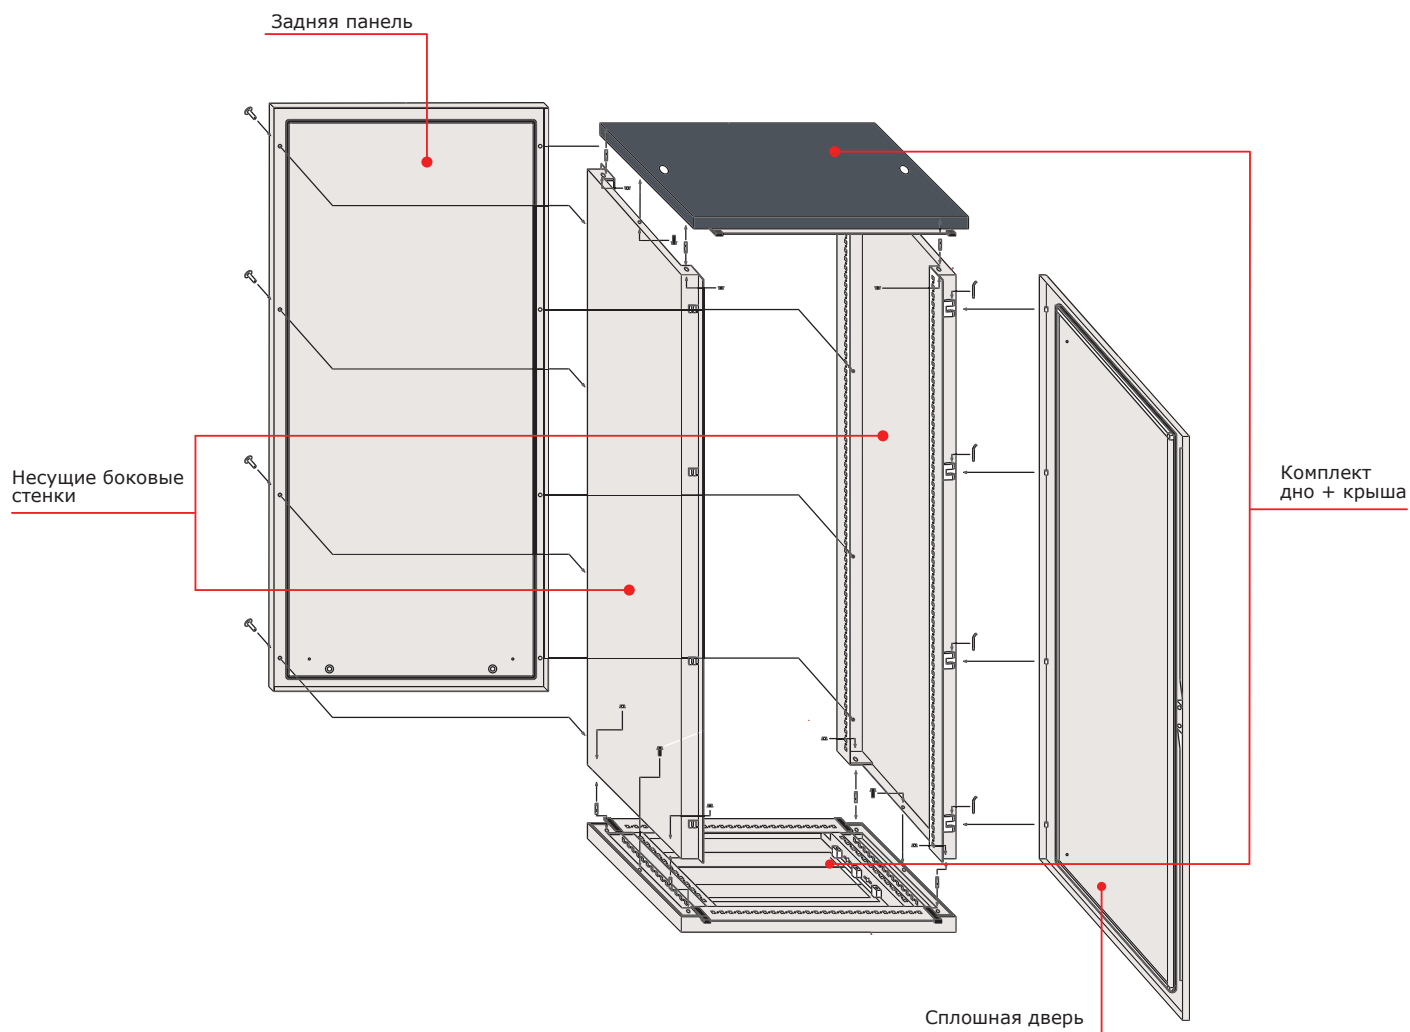 Задняя панель
Несущие боковые
стенки
Комплект
дно + крыша
Сплошная дверь